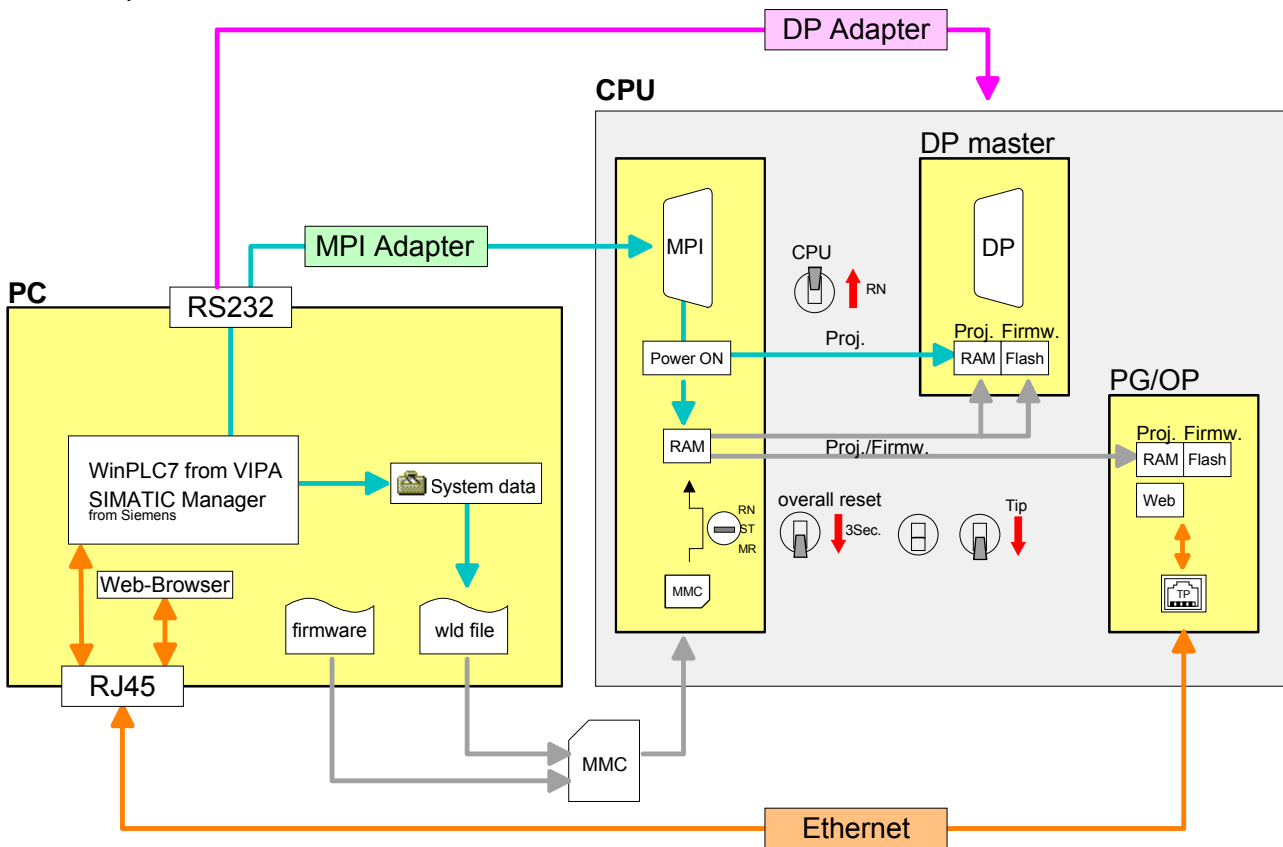 DP Adapter
CPU
DP master
MPI Adapter
MPI
CPU
RN
DP
PC
RS232
Proj.
Proj. Firmw.
Power ON
RAM Flash
PG/OP
RAM
Proj./Firmw.
Proj. Firmw.
RAM Flash
WinPLC7 from VIPA
SIMATIC Manager
from Siemens
System data
Web
RN
ST
MR
overall reset
3Sec.
Tip
Web-Browser
MMC
TP
firmware
wld file
RJ45
MMC
Ethernet